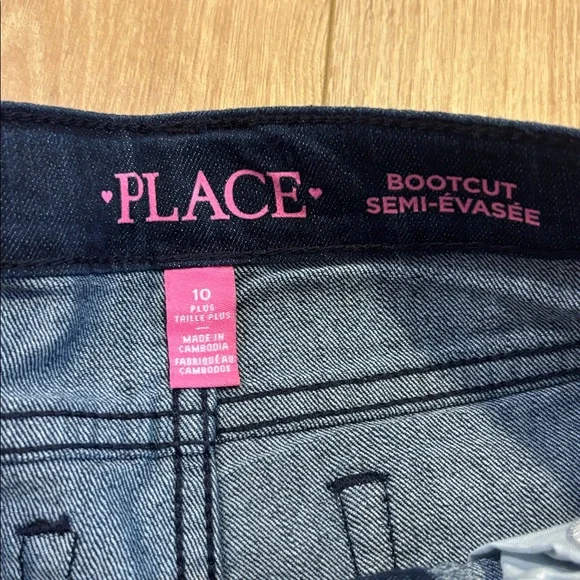 PLACE
BOOTCUT
SEMI-ÉVASÉE
10
PLUS
TAILLE PLUS
MADE IN
CAMBODIA
FABRIQUÉ AU
CAMBODGE